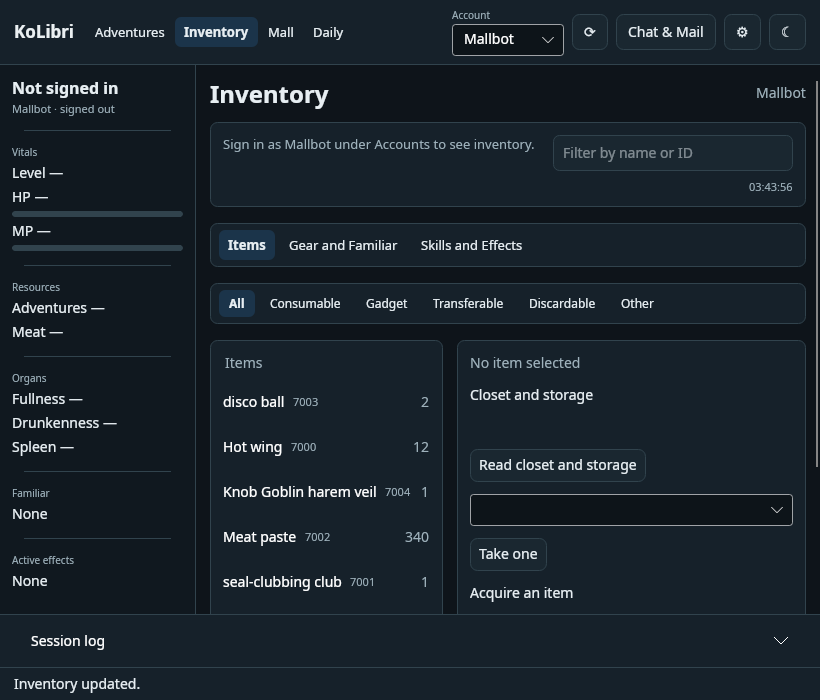 KoLibri
Adventures
Inventory
Mall
Daily
Account
Mallbot
Chat & Mail
Not signed in
Mallbot · signed out
Vitals
Level —
HP —
MP —
Resources
Adventures —
Meat —
Organs
Fullness —
Drunkenness —
Spleen —
Familiar
None
Active effects
None
Inventory
Mallbot
Sign in as Mallbot under Accounts to see inventory.
Filter by name or ID
03:43:56
Items
Gear and Familiar
Skills and Effects
All
Consumable
Gadget
Transferable
Discardable
Other
Items
disco ball 7003 2
Hot wing 7000 12
Knob Goblin harem veil 7004 1
Meat paste 7002 340
seal-clubbing club 7001 1
No item selected
Closet and storage
Read closet and storage
Take one
Acquire an item
Session log
Inventory updated.